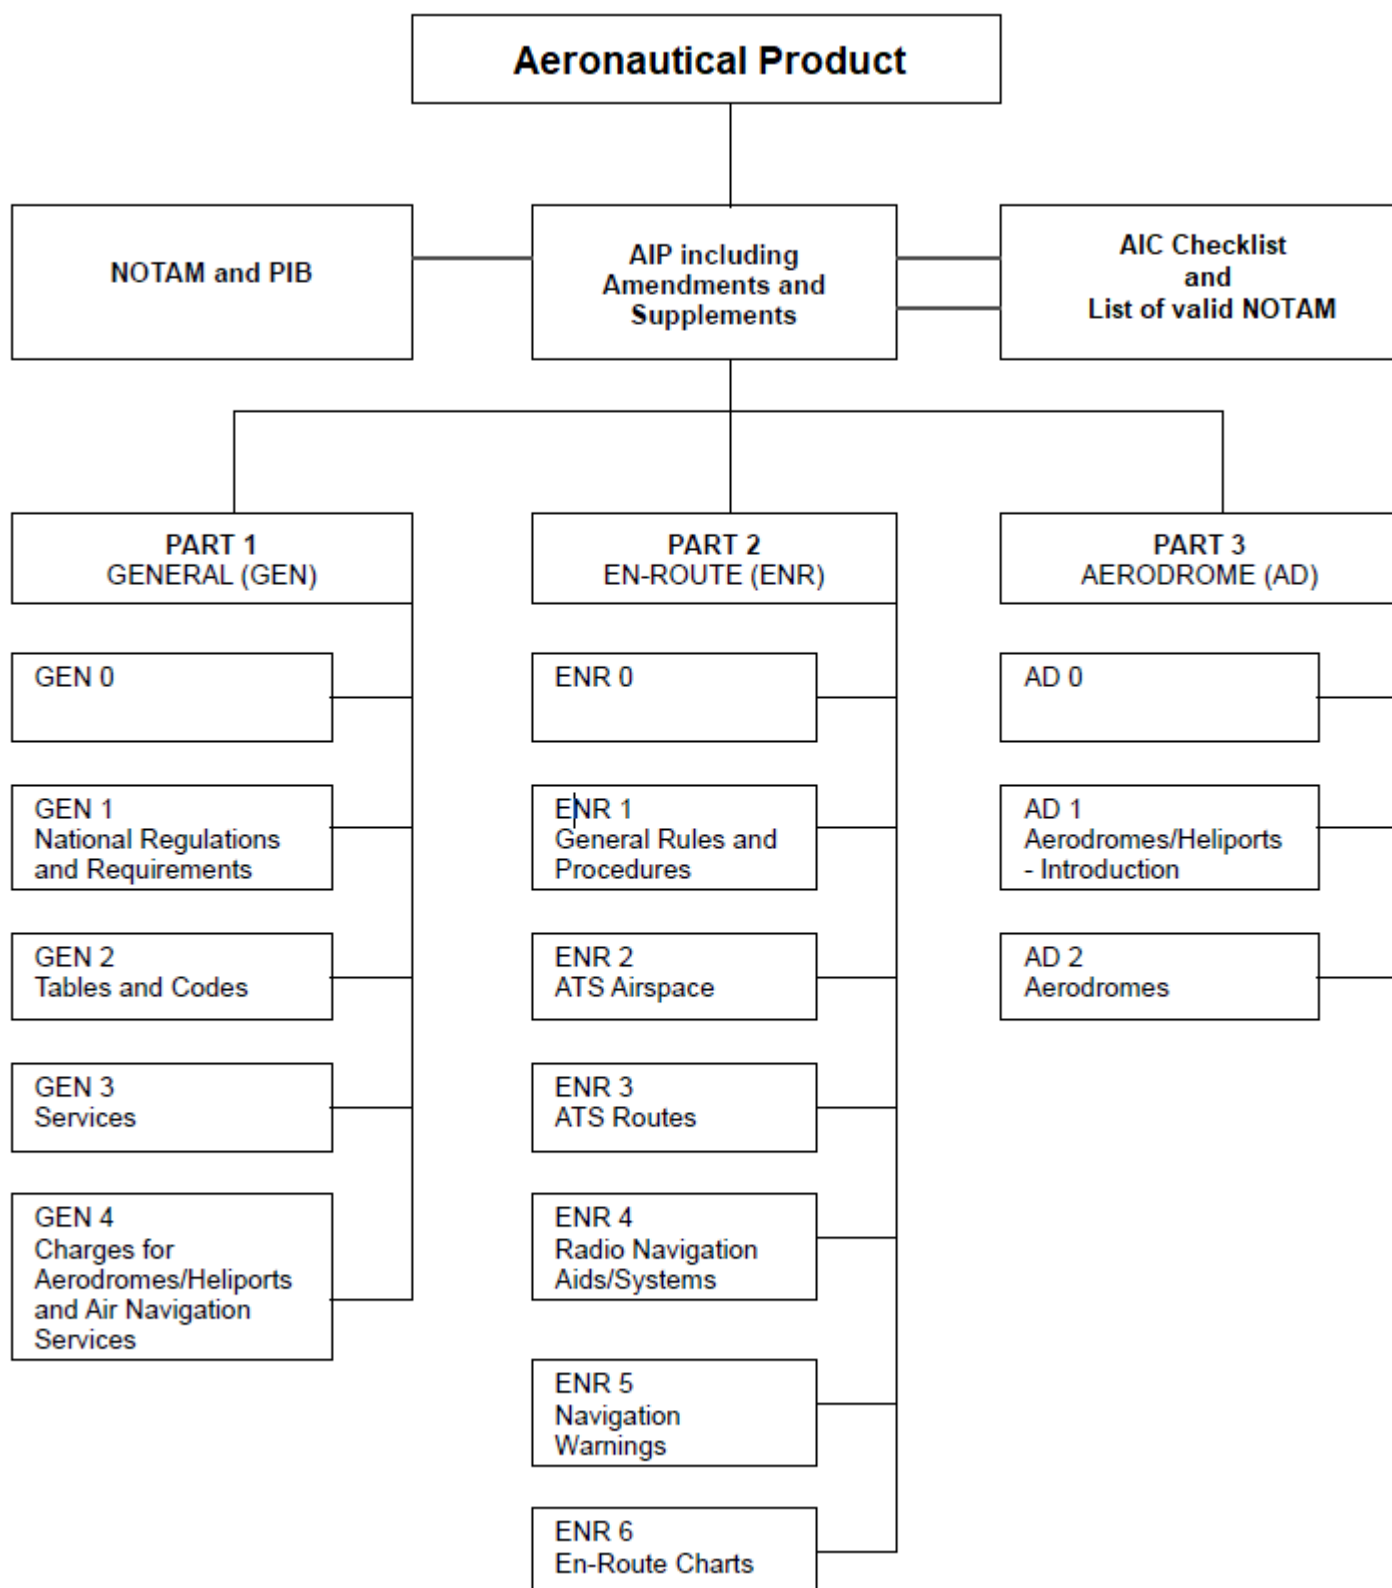 Aeronautical Product
NOTAM and PIB
AIP including
Amendments and
Supplements
AIC Checklist
and
List of valid NOTAM
PART 1
GENERAL (GEN)
PART 2
EN-ROUTE (ENR)
PART 3
AERODROME (AD)
GEN 0
GEN 1
National Regulations
and Requirements
GEN 2
Tables and Codes
GEN 3
Services
GEN 4
Charges for
Aerodromes/Heliports
and Air Navigation
Services
ENR 0
ENR 1
General Rules and
Procedures
ENR 2
ATS Airspace
ENR 3
ATS Routes
ENR 4
Radio Navigation
Aids/Systems
ENR 5
Navigation
Warnings
ENR 6
En-Route Charts
AD 0
AD 1
Aerodromes/Heliports
- Introduction
AD 2
Aerodromes